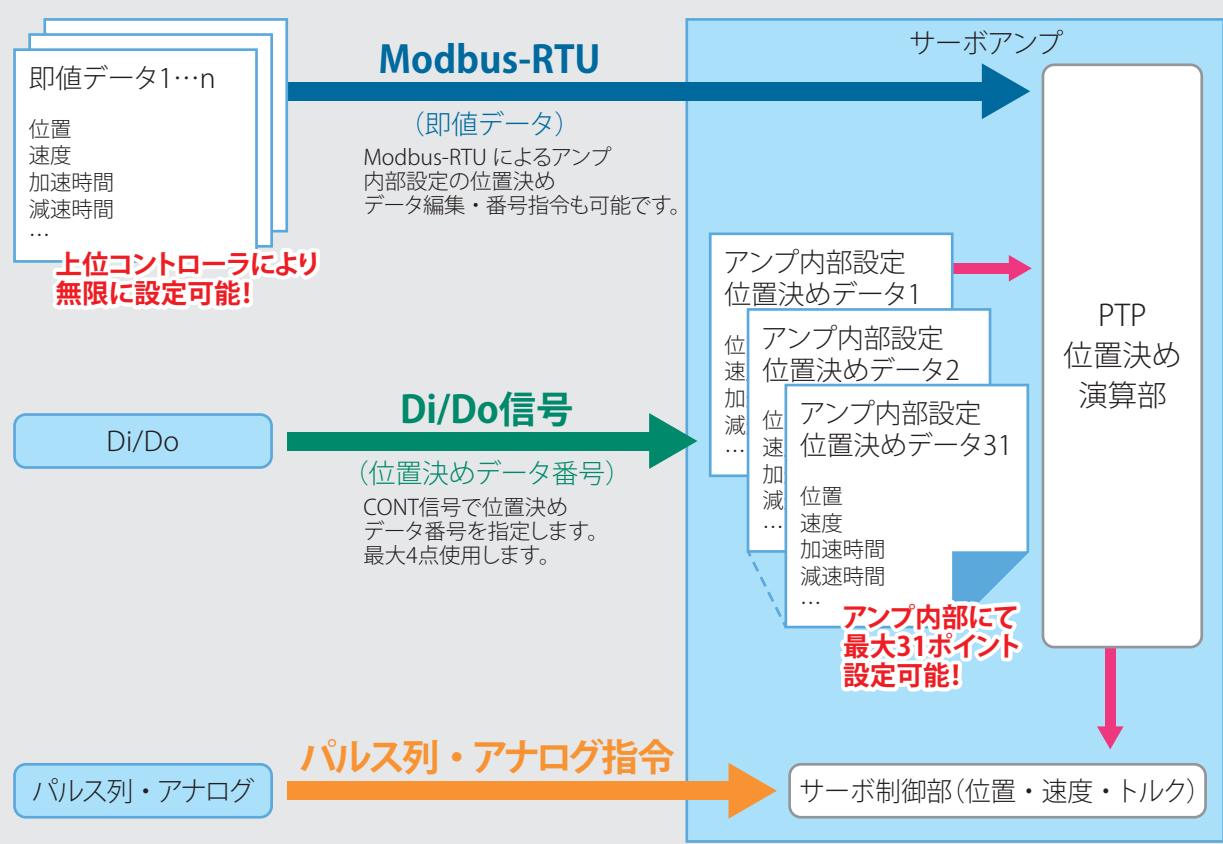 サーボアンプ
即値データ1…n
位置
速度
加速時間
減速時間
…
上位コントローラにより
無限に設定可能!
Modbus-RTU
(即値データ)
Modbus-RTU によるアンプ
内部設定の位置決め
データ編集・番号指令も可能です。
アンプ内部設定
位置決めデータ1
位
速
加
減
…
アンプ内部設定
位置決めデータ2
位
速
加
減
…
アンプ内部設定
位置決めデータ31
位置
速度
加速時間
減速時間
…
アンプ内部にて
最大31ポイント
設定可能!
PTP
位置決め
演算部
Di/Do
Di/Do信号
(位置決めデータ番号)
CONT信号で位置決め
データ番号を指定します。
最大4点使用します。
パルス列・アナログ
パルス列・アナログ指令
サーボ制御部(位置・速度・トルク)